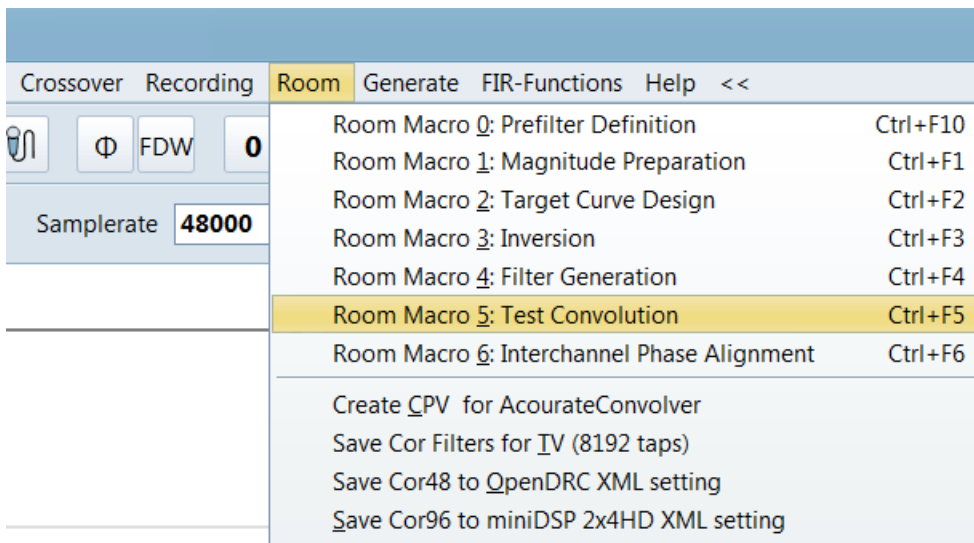 Crossover Recording Room Generate FIR-Functions Help <<
Φ FDW 0
Samplerate 48000
Room Macro 0: Prefilter Definition Ctrl+F10
Room Macro 1: Magnitude Preparation Ctrl+F1
Room Macro 2: Target Curve Design Ctrl+F2
Room Macro 3: Inversion Ctrl+F3
Room Macro 4: Filter Generation Ctrl+F4
Room Macro 5: Test Convolution Ctrl+F5
Room Macro 6: Interchannel Phase Alignment Ctrl+F6
Create CPV for AcourateConvolver
Save Cor Filters for TV (8192 taps)
Save Cor48 to OpenDRC XML setting
Save Cor96 to miniDSP 2x4HD XML setting